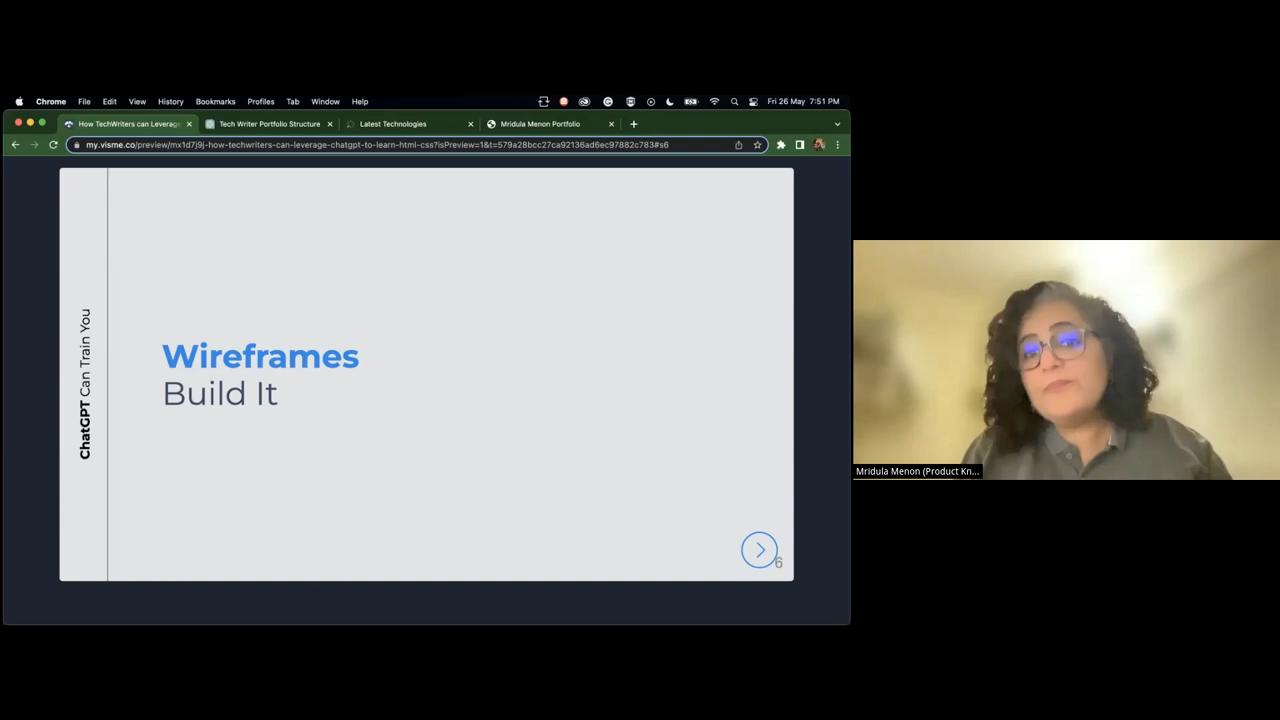 Chrome File Edit View History Bookmarks Profiles Tab Window Help Fri 26 May 7:51 PM
How TechWriters can Leverage Tech Writer Portfolio Structure Latest Technologies Mridula Menon Portfolio
my.visme.co/preview/mx1d7j9j-how-techwriters-can-leverage-chatgpt-to-learn-html-css?isPreview=1&t=579a28bcc27ca92136ad6ec97882c783#s6
ChatGPT Can Train You
Wireframes
Build It
6
Mridula Menon (Product Kn...